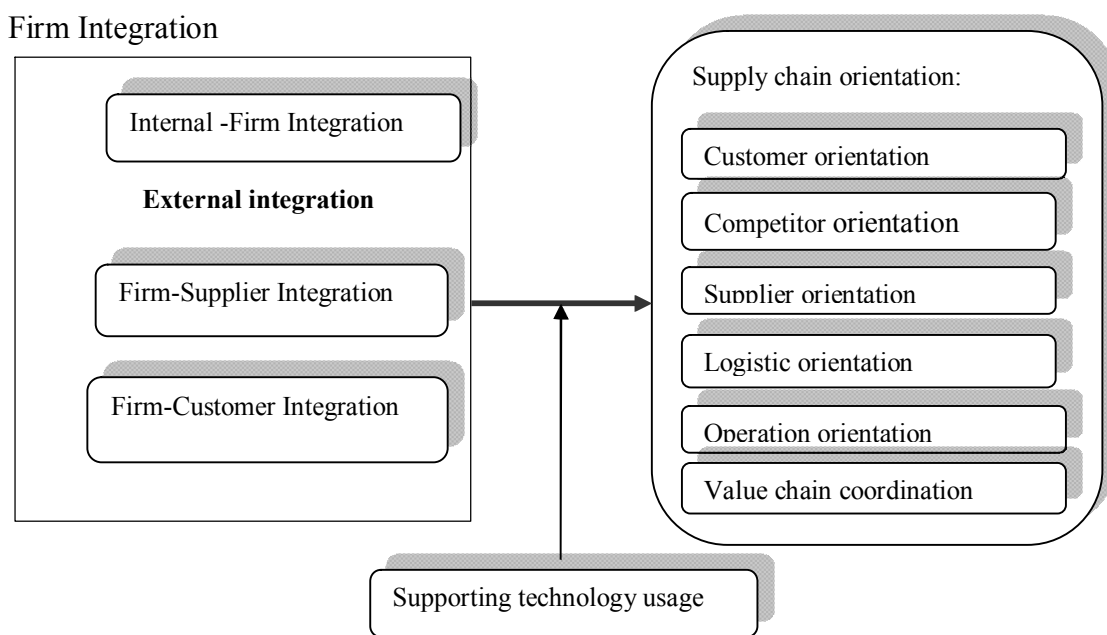 Firm Integration
Internal -Firm Integration
External integration
Firm-Supplier Integration
Firm-Customer Integration
Supply chain orientation:
Customer orientation
Competitor orientation
Supplier orientation
Logistic orientation
Operation orientation
Value chain coordination
Supporting technology usage